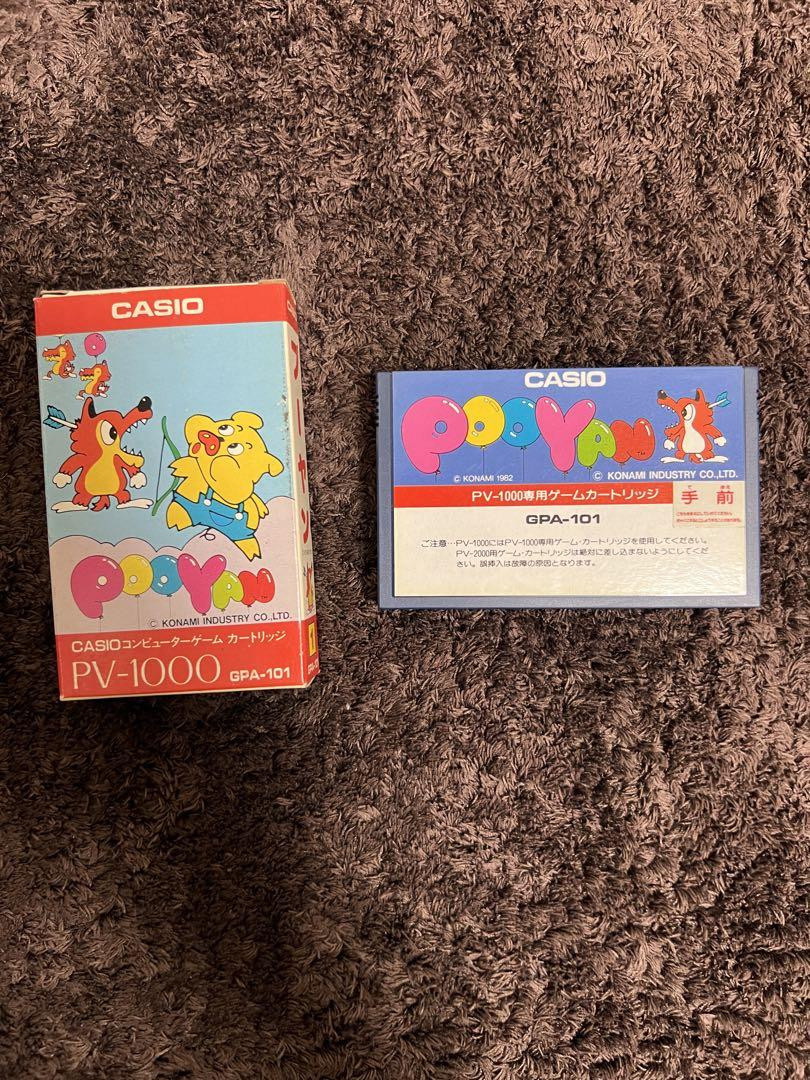 CASIO
POOYAN
© KONAMI INDUSTRY CO.,LTD.
CASIOコンピューターゲーム カートリッジ
PV-1000 GPA-101
プーヤン
CASIO
POOYAN™
© KONAMI 1982 © KONAMI INDUSTRY CO.,LTD.
PV-1000専用ゲームカートリッジ
手前
GPA-101
ご注意…PV-1000にはPV-1000専用ゲーム・カートリッジを使用してください。
PV-2000用ゲーム・カートリッジは絶対に差し込まないようにしてくだ
さい。誤挿入は故障の原因となります。